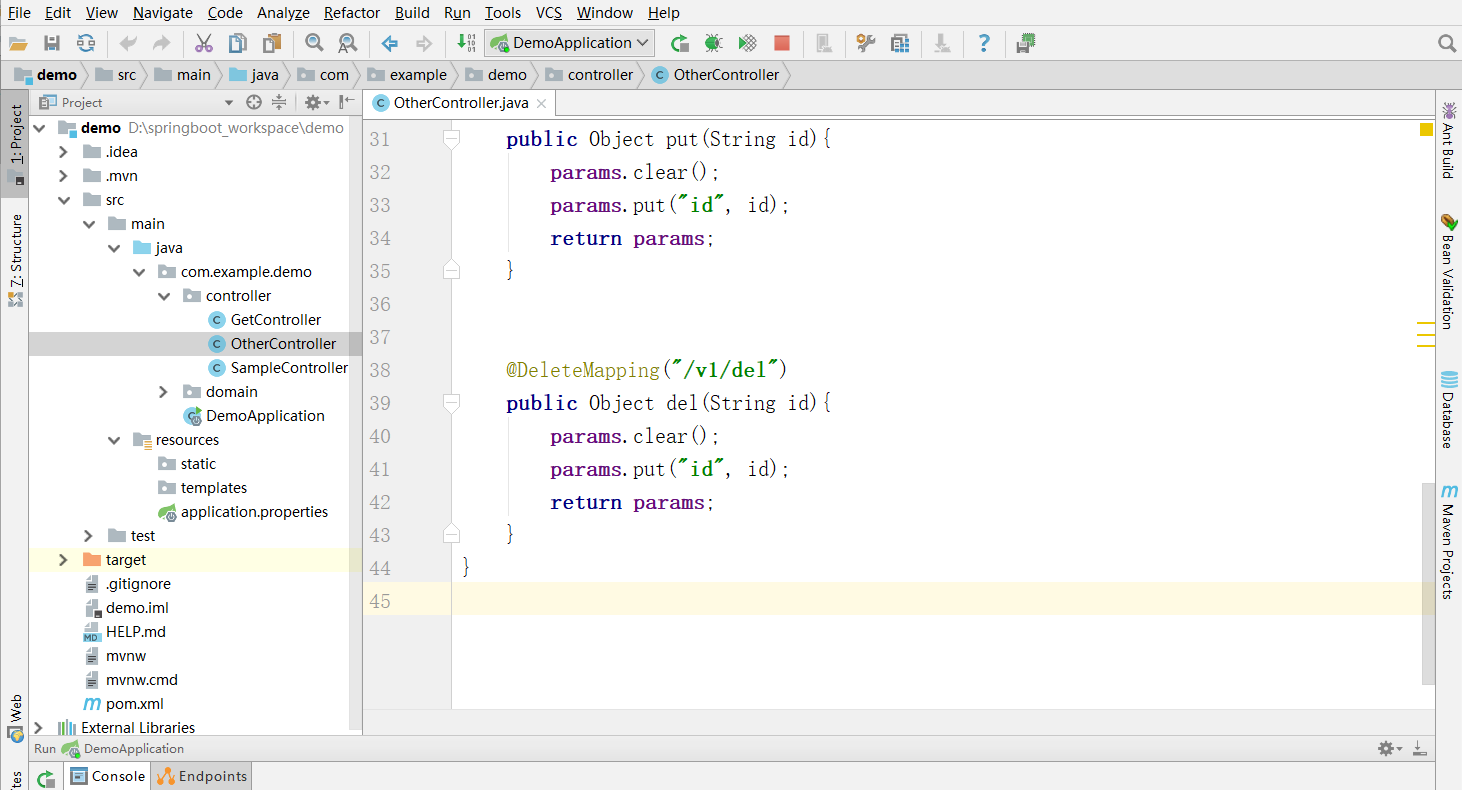 File Edit View Navigate Code Analyze Refactor Build Run Tools VCS Window Help
DemoApplication
demo src main java com example demo controller OtherController
1: Project
Z: Structure
Web
Project
demo D:\springboot_workspace\demo
.idea
.mvn
src
main
java
com.example.demo
controller
GetController
OtherController
SampleController
domain
DemoApplication
resources
static
templates
application.properties
test
target
.gitignore
demo.iml
HELP.md
mvnw
mvnw.cmd
pom.xml
External Libraries
OtherController.java
31 public Object put(String id){
32 params.clear();
33 params.put("id", id);
34 return params;
35 }
36
37
38 @DeleteMapping("/v1/del")
39 public Object del(String id){
40 params.clear();
41 params.put("id", id);
42 return params;
43 }
44 }
45
Ant Build
Bean Validation
Database
Maven Projects
Run DemoApplication
Console Endpoints